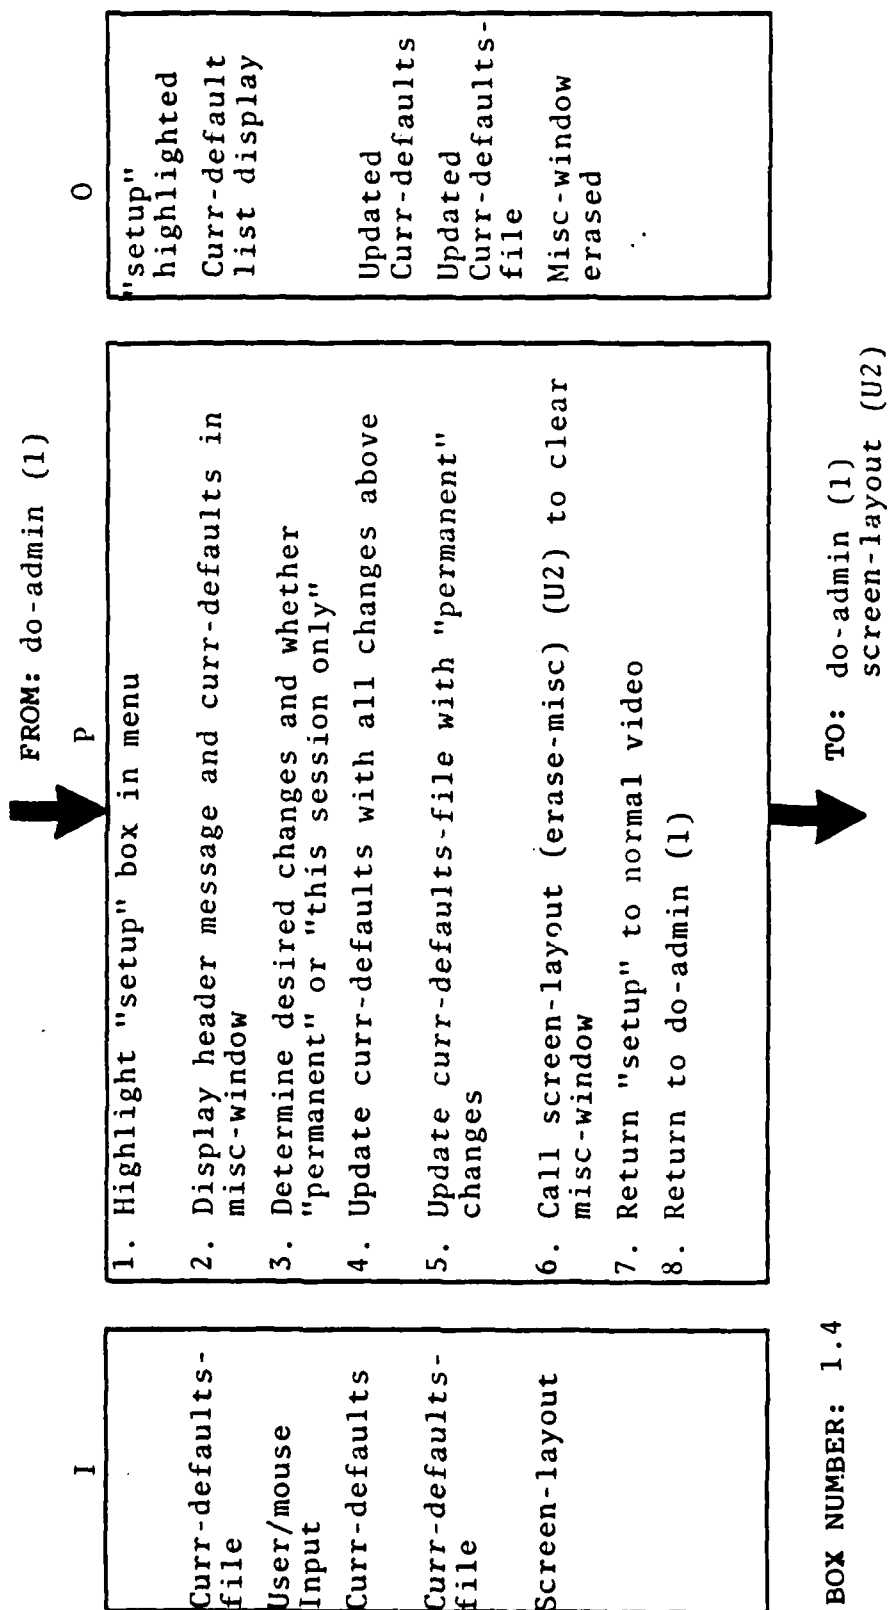 FROM: do-admin (1)
I
Curr-defaults-
file
User/mouse
Input
Curr-defaults
Curr-defaults-
file
Screen-layout
P
1. Highlight "setup" box in menu
2. Display header message and curr-defaults in
misc-window
3. Determine desired changes and whether
"permanent" or "this session only"
4. Update curr-defaults with all changes above
5. Update curr-defaults-file with "permanent"
changes
6. Call screen-layout (erase-misc) (U2) to clear
misc-window
7. Return "setup" to normal video
8. Return to do-admin (1)
O
"setup"
highlighted
Curr-default
list display
Updated
Curr-defaults
Updated
Curr-defaults-
file
Misc-window
erased
BOX NUMBER: 1.4
TO: do-admin (1)
screen-layout (U2)